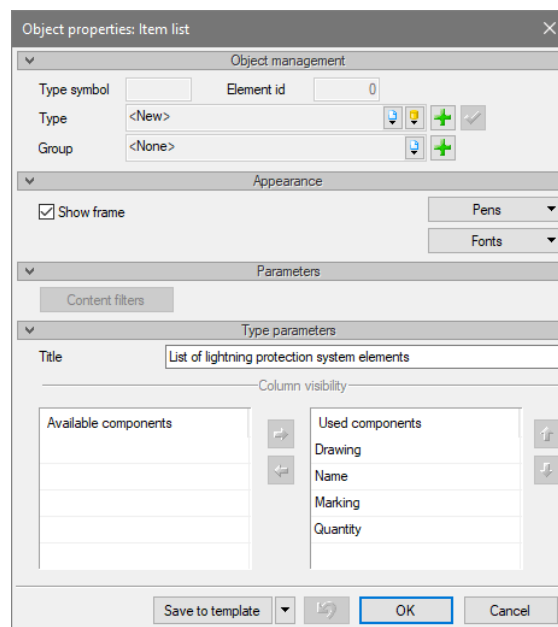 Object properties: Item list
Object management
Type symbol Element id 0
Type <New>
Group <None>
Appearance
Show frame Pens
Fonts
Parameters
Content filters
Type parameters
Title List of lightning protection system elements
Column visibility
Available components Used components
Drawing
Name
Marking
Quantity
Save to template OK Cancel